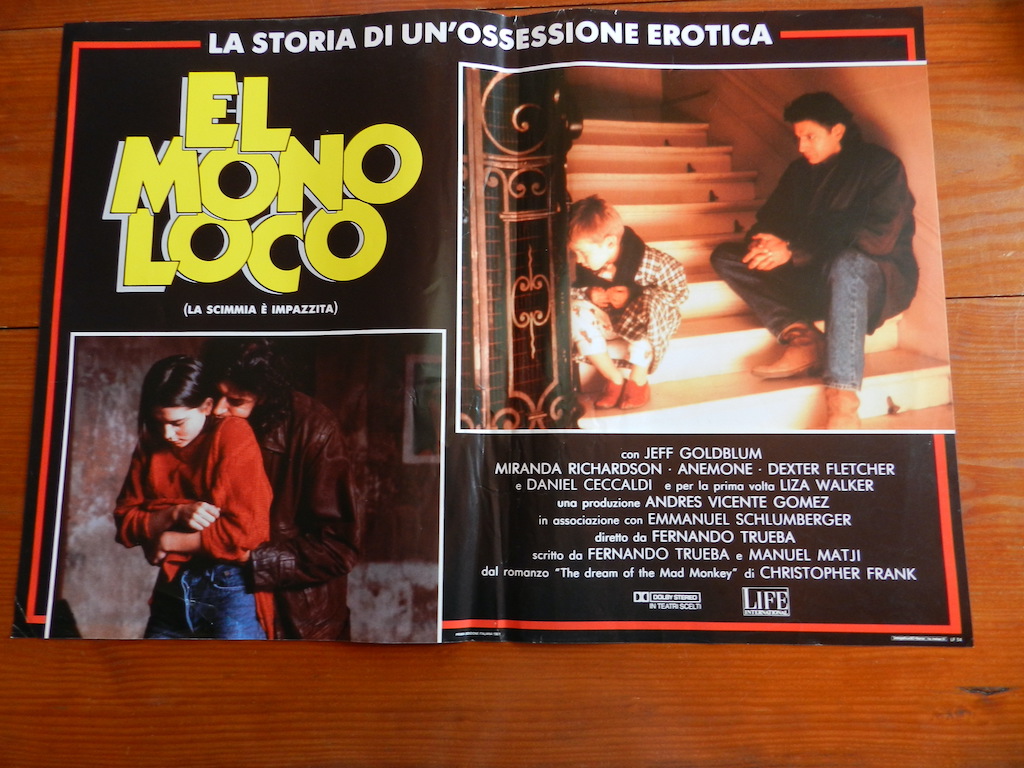 LA STORIA DI UN'OSSESSIONE EROTICA
EL
MONO
LOCO
(LA SCIMMIA È IMPAZZITA)
con JEFF GOLDBLUM
MIRANDA RICHARDSON · ANEMONE · DEXTER FLETCHER
e DANIEL CECCALDI e per la prima volta LIZA WALKER
una produzione ANDRES VICENTE GOMEZ
in associazione con EMMANUEL SCHLUMBERGER
diretto da FERNANDO TRUEBA
scritto da FERNANDO TRUEBA e MANUEL MATJI
dal romanzo "The dream of the Mad Monkey" di CHRISTOPHER FRANK
DOLBY STEREO
IN TEATRI SCELTI
LIFE
INTERNATIONAL